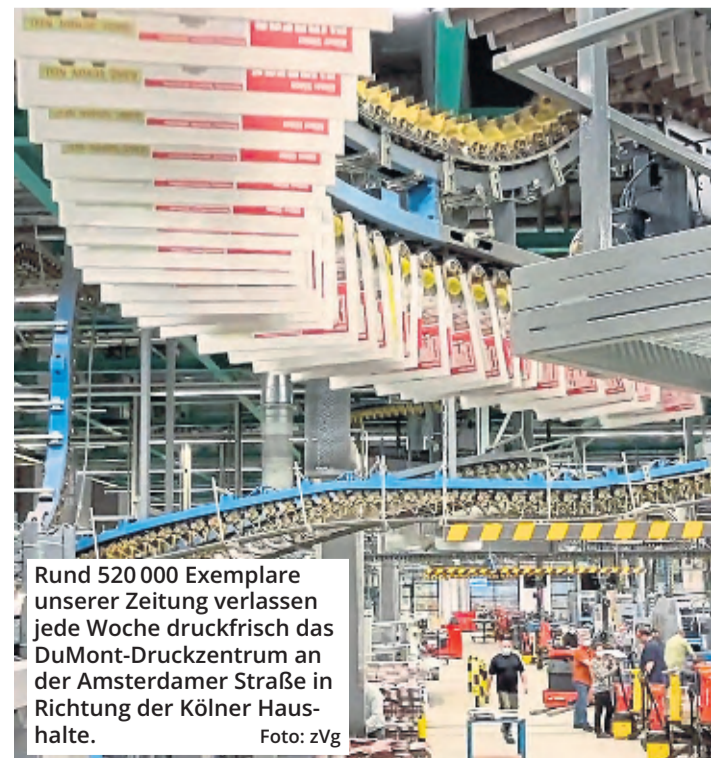 Rund 520 000 Exemplare
unserer Zeitung verlassen
jede Woche druckfrisch das
DuMont-Druckzentrum an
der Amsterdamer Straße in
Richtung der Kölner Haus-
halte. Foto: zVg